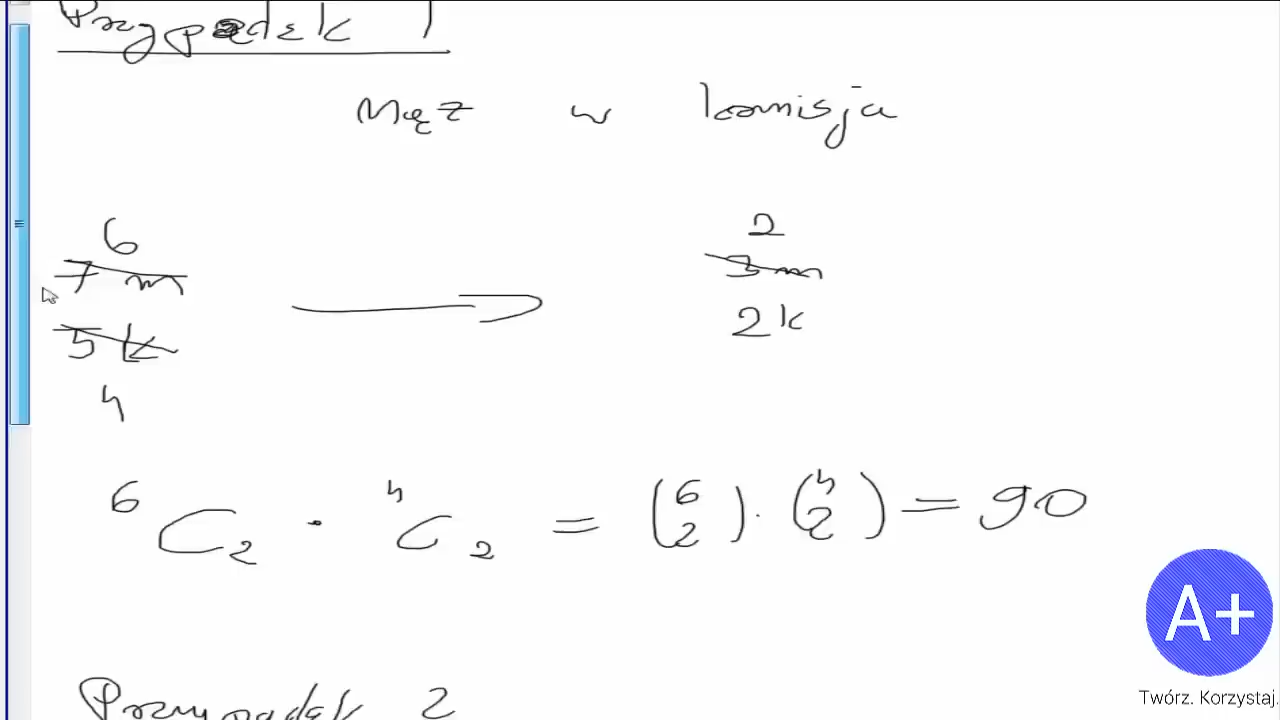 Przypadek 1
Mąż w komisja
6
7 m
5 k
4
2
3 m
2 k
⁶C₂ · ⁴C₂ = (6 2) · (4 2) = 90
Przypadek 2
A+
Twórz. Korzystaj.